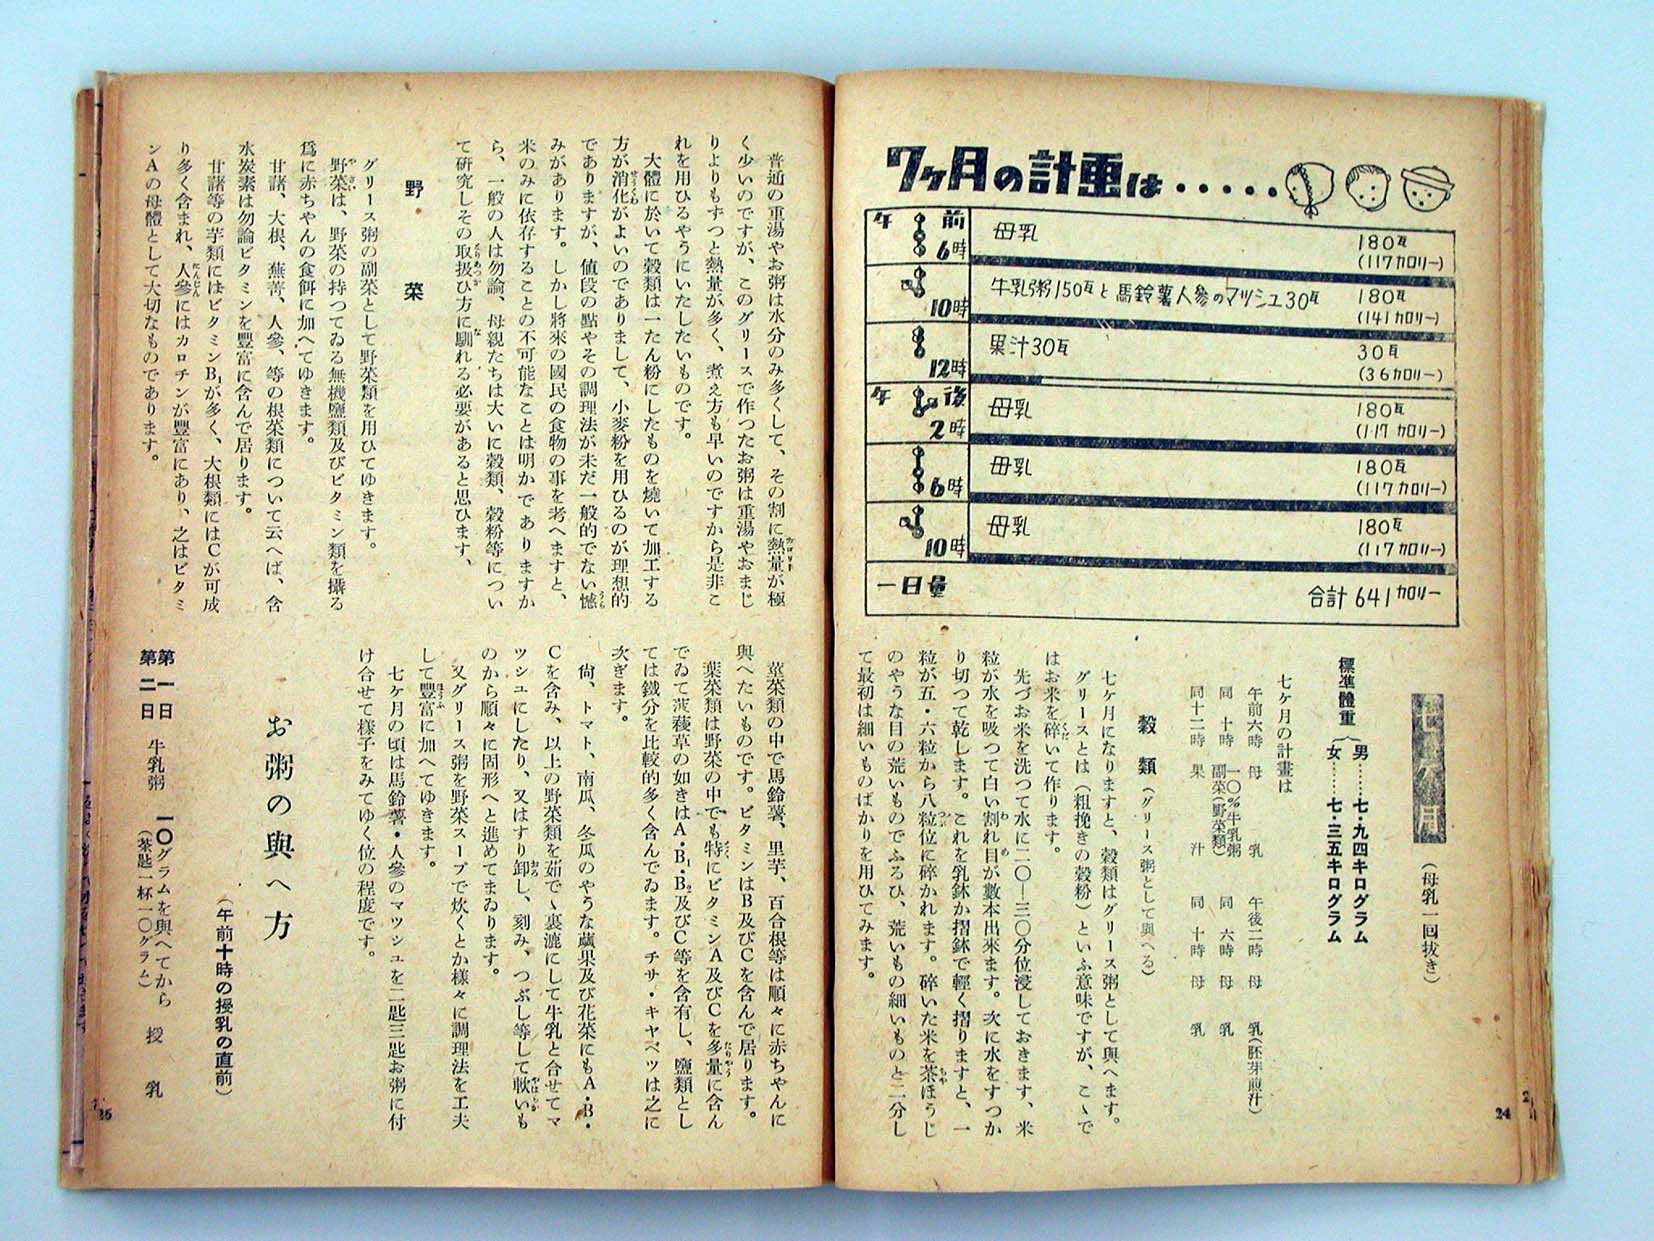 7ヶ月の計画は・・・・・
午前
6時 母乳 180瓦
(117カロリー)
10時 牛乳粥150瓦と馬鈴薯人參のマツシユ30瓦 180瓦
(141カロリー)
12時 果汁30瓦 30瓦
(36カロリー)
午後
2時 母乳 180瓦
(117カロリー)
6時 母乳 180瓦
(117カロリー)
10時 母乳 180瓦
(117カロリー)
一日量 合計641カロリー
(母乳一回拔き)
標準體重
男……七・九四キログラム
女……七・三五キログラム
七ケ月の計畫は
午前六時 母乳 午後二時 母乳(胚芽煎汁)
同十時 一〇%牛乳粥 副菜(野菜類) 同六時 母乳
同十二時 果汁 同十時 母乳
穀類(グリース粥として與へる)
七ケ月になりますと、穀類はグリース粥として與へます。
グリースとは(粗挽きの穀粉)といふ意味ですが、こゝで
はお米を碎いて作ります。
先づお米を洗つて水に二〇—三〇分位浸しておきます、米
粒が水を吸つて白い割れ目が數本出來ます。次に水をすつか
り切つて乾します。これを乳鉢か摺鉢で輕く摺りますと、一
粒が五・六粒から八粒位に碎かれます。碎いた米を茶ほうじ
のやうな目の荒いものでふるひ、荒いもの細いものと二分し
て最初は細いものばかりを用ひてみます。
24
普通の重湯やお粥は水分のみ多くして、その割に熱量が極
く少いのですが、このグリースで作つたお粥は重湯やおまじ
りよりもずつと熱量が多く、煮え方も早いのですから是非こ
れを用ひるやうにいたしたいものです。
大體に於いて穀類は一たん粉にしたものを燒いて加工する
方が消化がよいのでありまして、小麥粉を用ひるのが理想的
でありますが、値段の點やその調理法が未だ一般的でない憾
みがあります。しかし將來の國民の食物の事を考へますと、
米のみに依存することの不可能なことは明かでありますか
ら、一般の人は勿論、母親たちは大いに穀類、穀粉等につい
て硏究しその取扱ひ方に馴れる必要があると思ひます、
野菜
グリース粥の副菜として野菜類を用ひてゆきます。
野菜は、野菜の持つてゐる無機鹽類及びビタミン類を攝る
爲に赤ちやんの食餌に加へてゆきます。
甘諸、大根、蕪菁、人參、等の根菜類について云へば、含
水炭素は勿論ビタミンを豐富に含んで居ります。
甘諸等の芋類にはビタミンB₁が多く、大根類にはCが可成
り多く含まれ、人參にはカロチンが豐富にあり、之はビタミ
ンAの母體として大切なものであります。
莖菜類の中で馬鈴薯、里芋、百合根等は順々に赤ちやんに
與へたいものです。ビタミンはB及びCを含んで居ります。
葉菜類は野菜の中でも特にビタミンA及びCを多量に含ん
でゐて菠薐草の如きはA・B₁・B₂及びC等を含有し、鹽類とし
ては鐵分を比較的多く含んでゐます。チサ・キヤベツは之に
次ぎます。
尙、トマト、南瓜、冬瓜のやうな蔬果及び花菜にもA・B・
Cを含み、以上の野菜類を茹でゝ裏漉にして牛乳と合せてマ
ツシユにしたり、又はすり卸し、刻み、つぶし等して軟いも
のから順々に固形へと進めてまゐります。
又グリース粥を野菜スープで炊くとか樣々に調理法を工夫
して豐富に加へてゆきます。
七ケ月の頃は馬鈴薯・人參のマツシユを二匙三匙お粥に付
け合せて樣子をみてゆく位の程度です。
お粥の與へ方
(午前十時の授乳の直前)
第一日
第二日 牛乳粥 一〇グラムを與へてから 授乳
(茶匙一杯一〇グラム)